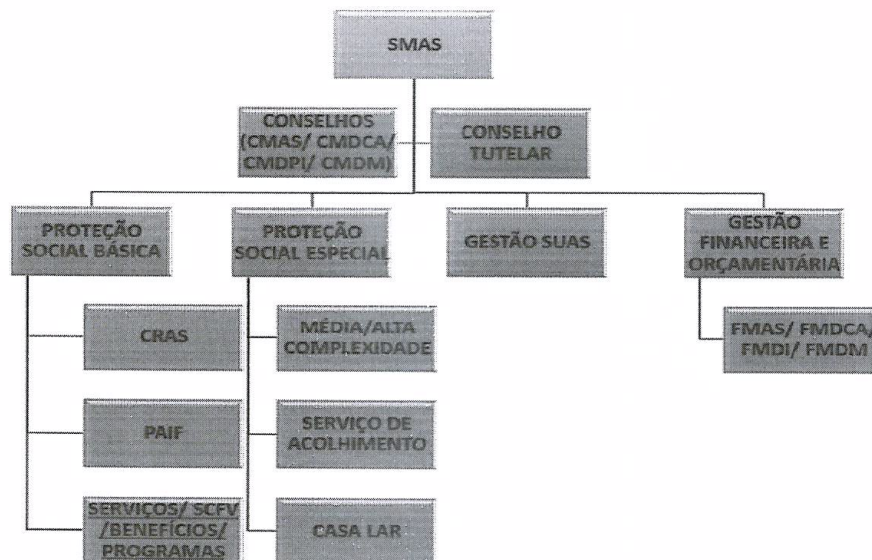 SMAS
CONSELHOS
(CMAS/ CMDCA/
CMDPI/ CMDM)
CONSELHO
TUTELAR
PROTEÇÃO
SOCIAL BÁSICA
PROTEÇÃO
SOCIAL ESPECIAL
GESTÃO SUAS
GESTÃO
FINANCEIRA E
ORÇAMENTÁRIA
CRAS
MÉDIA/ALTA
COMPLEXIDADE
FMAS/ FMDCA/
FMDI/ FMDM
PAIF
SERVIÇO DE
ACOLHIMENTO
SERVIÇOS/ SCFV
/BENEFÍCIOS/
PROGRAMAS
CASA LAR